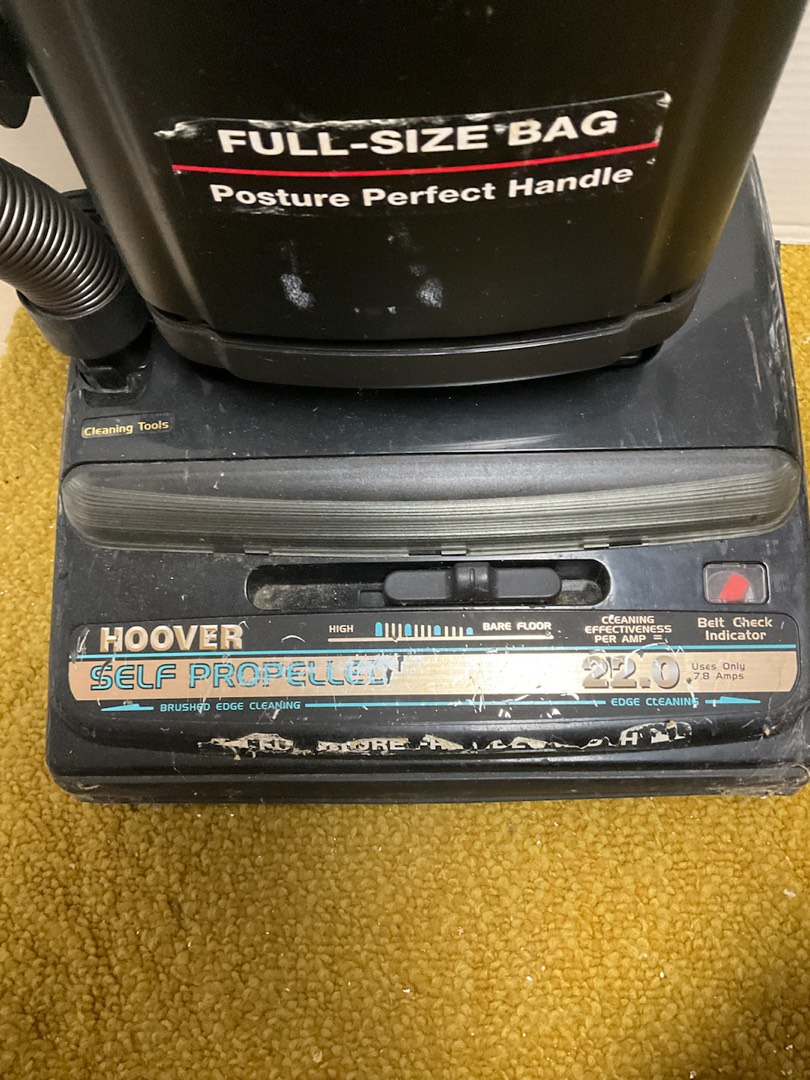 FULL-SIZE BAG
Posture Perfect Handle
Cleaning Tools
HOOVER
HIGH
BARE FLOOR
CLEANING
EFFECTIVENESS
PER AMP =
Belt Check
Indicator
SELF PROPELLED
22.0
Uses Only
7.8 Amps
BRUSHED EDGE CLEANING
EDGE CLEANING